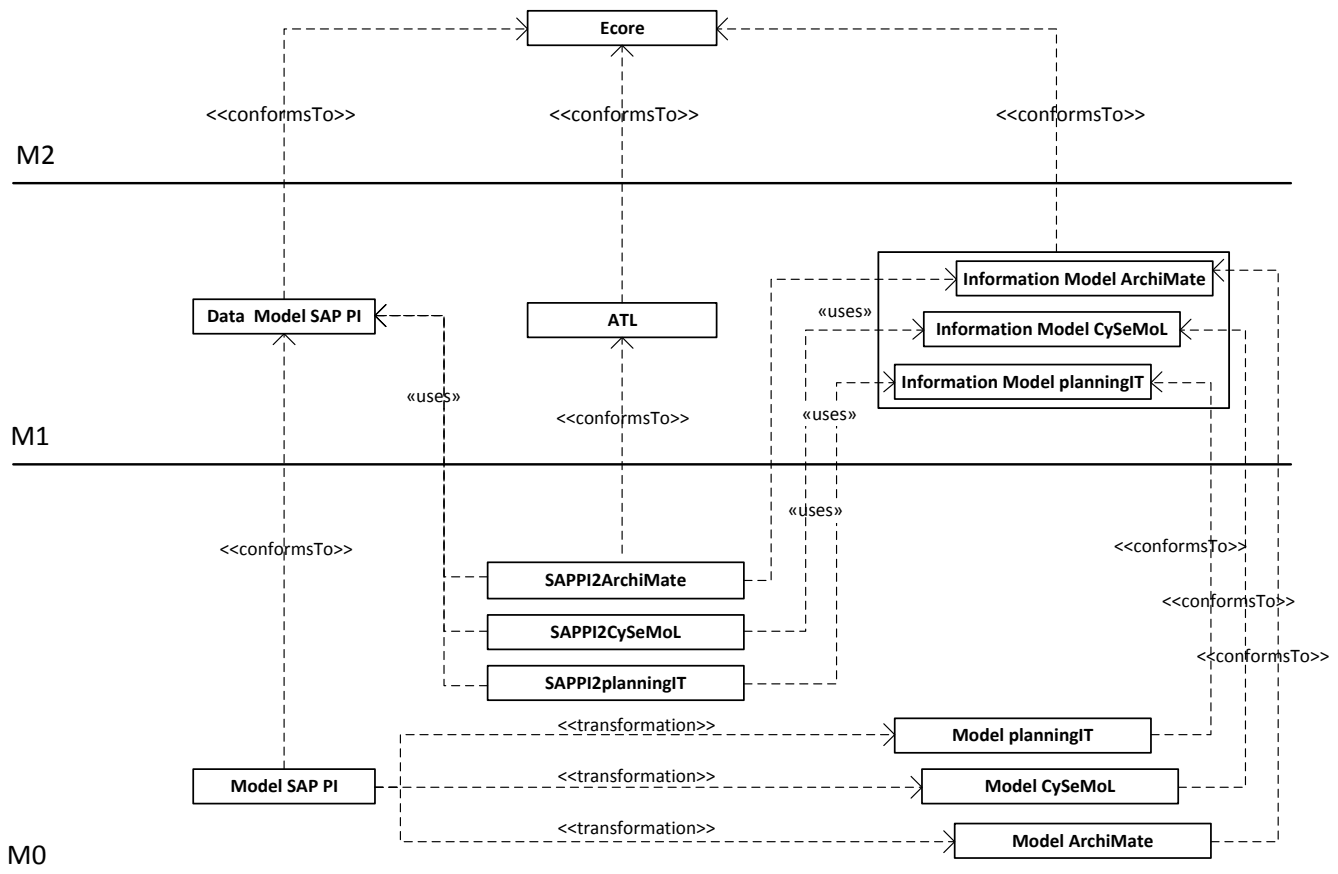 Ecore
<<conformsTo>>
<<conformsTo>>
<<conformsTo>>
M2
Information Model ArchiMate
Data  Model SAP PI
ATL
«uses»
Information Model CySeMoL
Information Model planningIT
«uses»
«uses»
<<conformsTo>>
M1
«uses»
<<conformsTo>>
<<conformsTo>>
SAPPI2ArchiMate
<<conformsTo>>
SAPPI2CySeMoL
<<conformsTo>>
SAPPI2planningIT
<<transformation>>
Model planningIT
<<transformation>>
Model SAP PI
Model CySeMoL
<<transformation>>
Model ArchiMate
M0